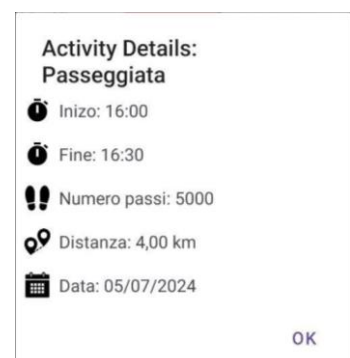 Activity Details:
Passeggiata
Inizo: 16:00
Fine: 16:30
Numero passi: 5000
Distanza: 4,00 km
Data: 05/07/2024
OK